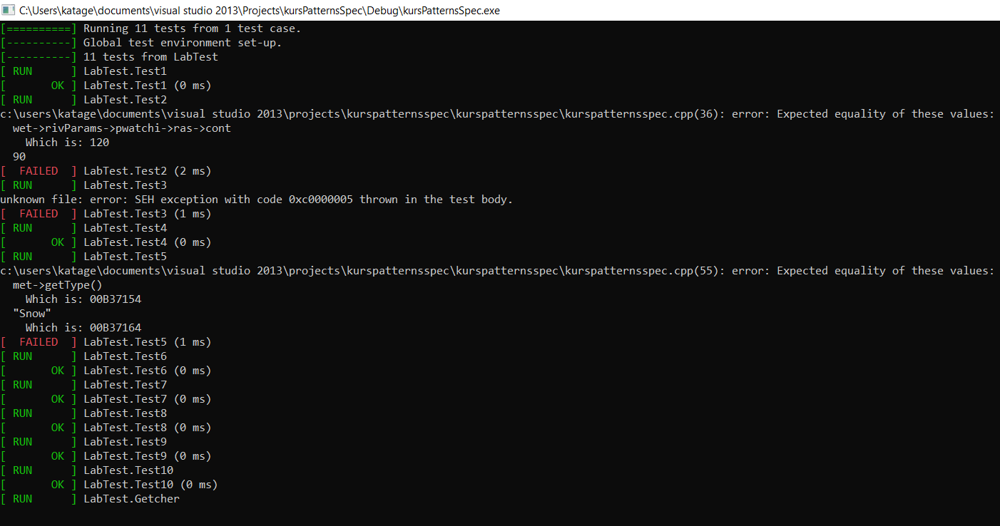 C:\Users\katage\documents\visual studio 2013\Projects\kursPatternsSpec\Debug\kursPatternsSpec.exe
[==========] Running 11 tests from 1 test case.
[----------] Global test environment set-up.
[----------] 11 tests from LabTest
[ RUN      ] LabTest.Test1
[       OK ] LabTest.Test1 (0 ms)
[ RUN      ] LabTest.Test2
c:\users\katage\documents\visual studio 2013\projects\kurspatternsspec\kurspatternsspec\kurspatternsspec.cpp(36): error: Expected equality of these values:
  wet->rivParams->pwatchi->ras->cont
    Which is: 120
  90
[  FAILED  ] LabTest.Test2 (2 ms)
[ RUN      ] LabTest.Test3
unknown file: error: SEH exception with code 0xc0000005 thrown in the test body.
[  FAILED  ] LabTest.Test3 (1 ms)
[ RUN      ] LabTest.Test4
[       OK ] LabTest.Test4 (0 ms)
[ RUN      ] LabTest.Test5
c:\users\katage\documents\visual studio 2013\projects\kurspatternsspec\kurspatternsspec\kurspatternsspec.cpp(55): error: Expected equality of these values:
  met->getType()
    Which is: 00B37154
  "Snow"
    Which is: 00B37164
[  FAILED  ] LabTest.Test5 (1 ms)
[ RUN      ] LabTest.Test6
[       OK ] LabTest.Test6 (0 ms)
[ RUN      ] LabTest.Test7
[       OK ] LabTest.Test7 (0 ms)
[ RUN      ] LabTest.Test8
[       OK ] LabTest.Test8 (0 ms)
[ RUN      ] LabTest.Test9
[       OK ] LabTest.Test9 (0 ms)
[ RUN      ] LabTest.Test10
[       OK ] LabTest.Test10 (0 ms)
[ RUN      ] LabTest.Getcher